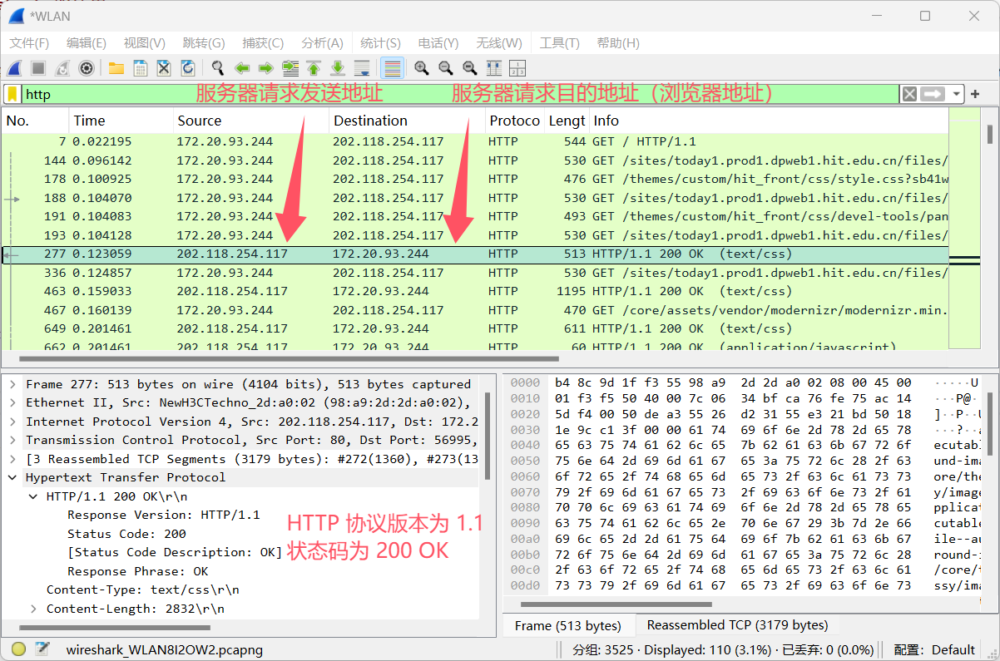 *WLAN
文件(F) 编辑(E) 视图(V) 跳转(G) 捕获(C) 分析(A) 统计(S) 电话(Y) 无线(W) 工具(T) 帮助(H)
http
服务器请求发送地址 服务器请求目的地址（浏览器地址）
No. Time Source Destination Protoco Lengt Info
7 0.022195 172.20.93.244 202.118.254.117 HTTP 544 GET / HTTP/1.1
144 0.096142 172.20.93.244 202.118.254.117 HTTP 530 GET /sites/today1.prod1.dpweb1.hit.edu.cn/files/
178 0.100925 172.20.93.244 202.118.254.117 HTTP 476 GET /themes/custom/hit_front/css/style.css?sb41w
188 0.104070 172.20.93.244 202.118.254.117 HTTP 530 GET /sites/today1.prod1.dpweb1.hit.edu.cn/files/
191 0.104083 172.20.93.244 202.118.254.117 HTTP 493 GET /themes/custom/hit_front/css/devel-tools/pan
193 0.104128 172.20.93.244 202.118.254.117 HTTP 530 GET /sites/today1.prod1.dpweb1.hit.edu.cn/files/
277 0.123059 202.118.254.117 172.20.93.244 HTTP 513 HTTP/1.1 200 OK (text/css)
336 0.124857 172.20.93.244 202.118.254.117 HTTP 530 GET /sites/today1.prod1.dpweb1.hit.edu.cn/files/
463 0.159033 202.118.254.117 172.20.93.244 HTTP 1195 HTTP/1.1 200 OK (text/css)
467 0.160139 172.20.93.244 202.118.254.117 HTTP 470 GET /core/assets/vendor/modernizr/modernizr.min.
649 0.201461 202.118.254.117 172.20.93.244 HTTP 611 HTTP/1.1 200 OK (text/css)
662 0.201461 202.118.254.117 172.20.93.244 HTTP 60 HTTP/1.1 200 OK (application/javascript)
Frame 277: 513 bytes on wire (4104 bits), 513 bytes captured
Ethernet II, Src: NewH3CTechno_2d:a0:02 (98:a9:2d:2d:a0:02),
Internet Protocol Version 4, Src: 202.118.254.117, Dst: 172.2
Transmission Control Protocol, Src Port: 80, Dst Port: 56995,
[3 Reassembled TCP Segments (3179 bytes): #272(1360), #273(13
Hypertext Transfer Protocol
HTTP/1.1 200 OK\r\n
Response Version: HTTP/1.1
Status Code: 200
[Status Code Description: OK]
Response Phrase: OK
Content-Type: text/css\r\n
Content-Length: 2832\r\n
HTTP 协议版本为 1.1
状态码为 200 OK
0000 b4 8c 9d 1f f3 55 98 a9 2d 2d a0 02 08 00 45 00 ·····U
0010 01 f3 f5 50 40 00 7c 06 34 bf ca 76 fe 75 ac 14 ···P@·
0020 5d f4 00 50 de a3 55 26 d2 31 55 e3 21 bd 50 18 ]··P··U
0030 1e 9c c1 3f 00 00 61 74 69 6f 6e 2d 78 2d 65 78 ···?··a
0040 65 63 75 74 61 62 6c 65 7b 62 61 63 6b 67 72 6f ecutabl
0050 75 6e 64 2d 69 6d 61 67 65 3a 75 72 6c 28 2f 63 und-ima
0060 6f 72 65 2f 74 68 65 6d 65 73 2f 63 6c 61 73 73 ore/the
0070 79 2f 69 6d 61 67 65 73 2f 69 63 6f 6e 73 2f 61 y/image
0080 70 70 6c 69 63 61 74 69 6f 6e 2d 78 2d 65 78 65 pplicat
0090 63 75 74 61 62 6c 65 2e 70 6e 67 29 3b 7d 2e 66 cutable
00a0 69 6c 65 2d 2d 61 75 64 69 6f 7b 62 61 63 6b 67 ile--au
00b0 72 6f 75 6e 64 2d 69 6d 61 67 65 3a 75 72 6c 28 round-i
00c0 2f 63 6f 72 65 2f 74 68 65 6d 65 73 2f 63 6c 61 /core/t
00d0 73 73 79 2f 69 6d 61 67 65 73 2f 69 63 6f 6e 73 ssy/ima
Frame (513 bytes) Reassembled TCP (3179 bytes)
wireshark_WLAN8I2OW2.pcapng 分组: 3525 · Displayed: 110 (3.1%) · 已丢弃: 0 (0.0%) 配置: Default